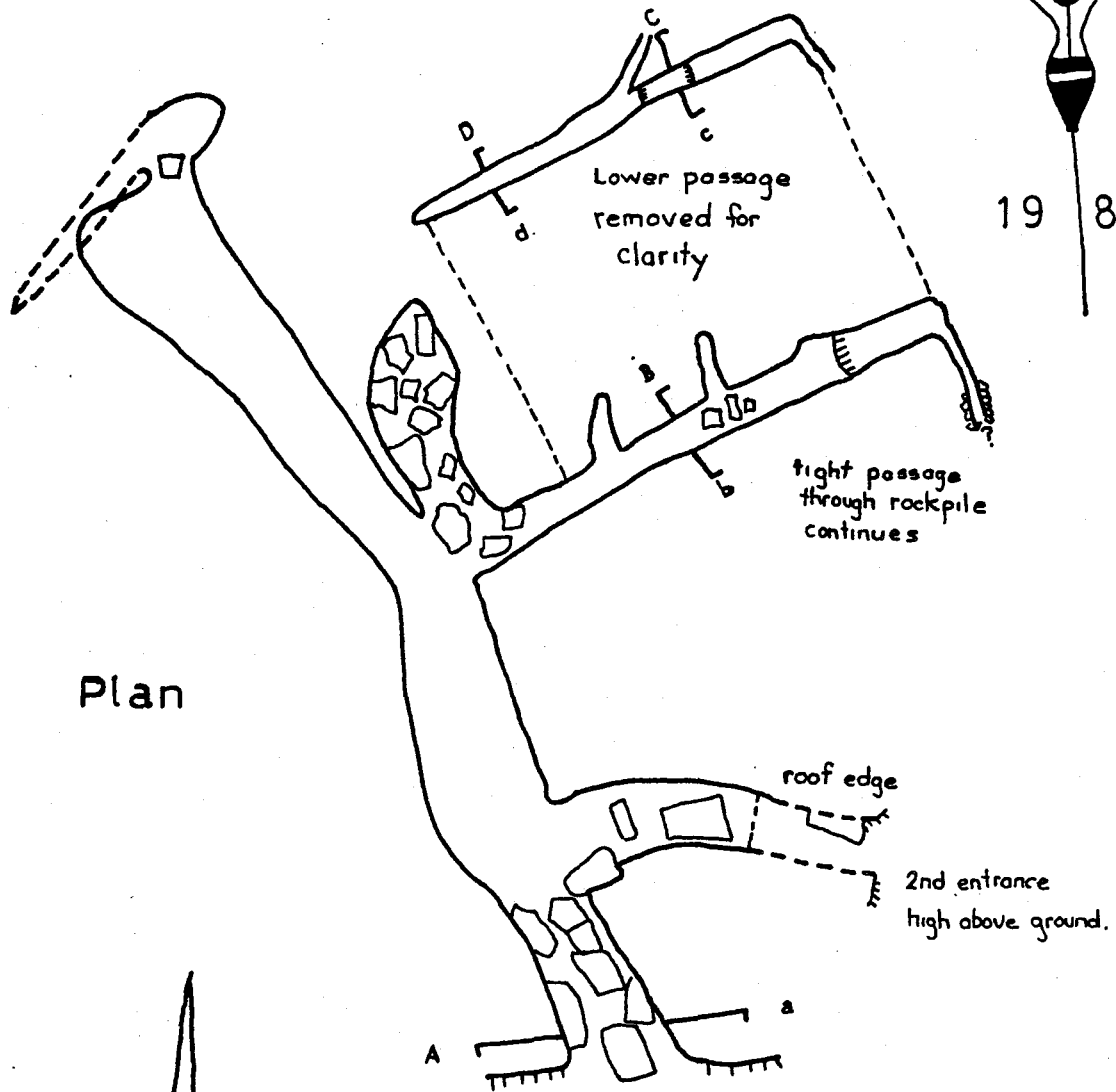 C
c
D
d
Lower passage
removed for
clarity
19 8
B
b
?
tight passage
through rockpile
continues
Plan
roof edge
2nd entrance
high above ground.
A
a